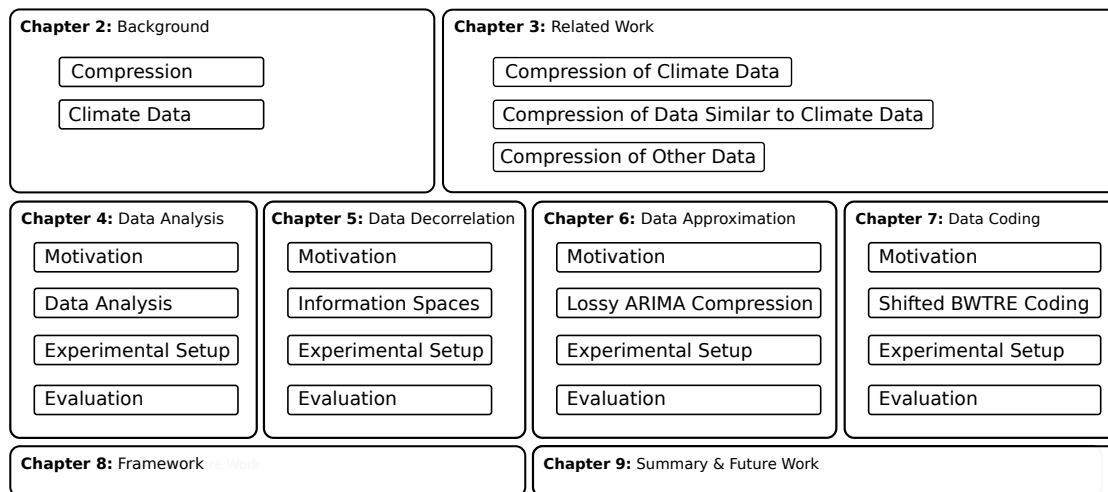 Chapter 2: Background
Compression
Climate Data
Chapter 3: Related Work
Compression of Climate Data
Compression of Data Similar to Climate Data
Compression of Other Data
Chapter 4: Data Analysis
Motivation
Data Analysis
Experimental Setup
Evaluation
Chapter 5: Data Decorrelation
Motivation
Information Spaces
Experimental Setup
Evaluation
Chapter 6: Data Approximation
Motivation
Lossy ARIMA Compression
Experimental Setup
Evaluation
Chapter 7: Data Coding
Motivation
Shifted BWTRE Coding
Experimental Setup
Evaluation
Chapter 8: Framework
Chapter 9: Summary & Future Work